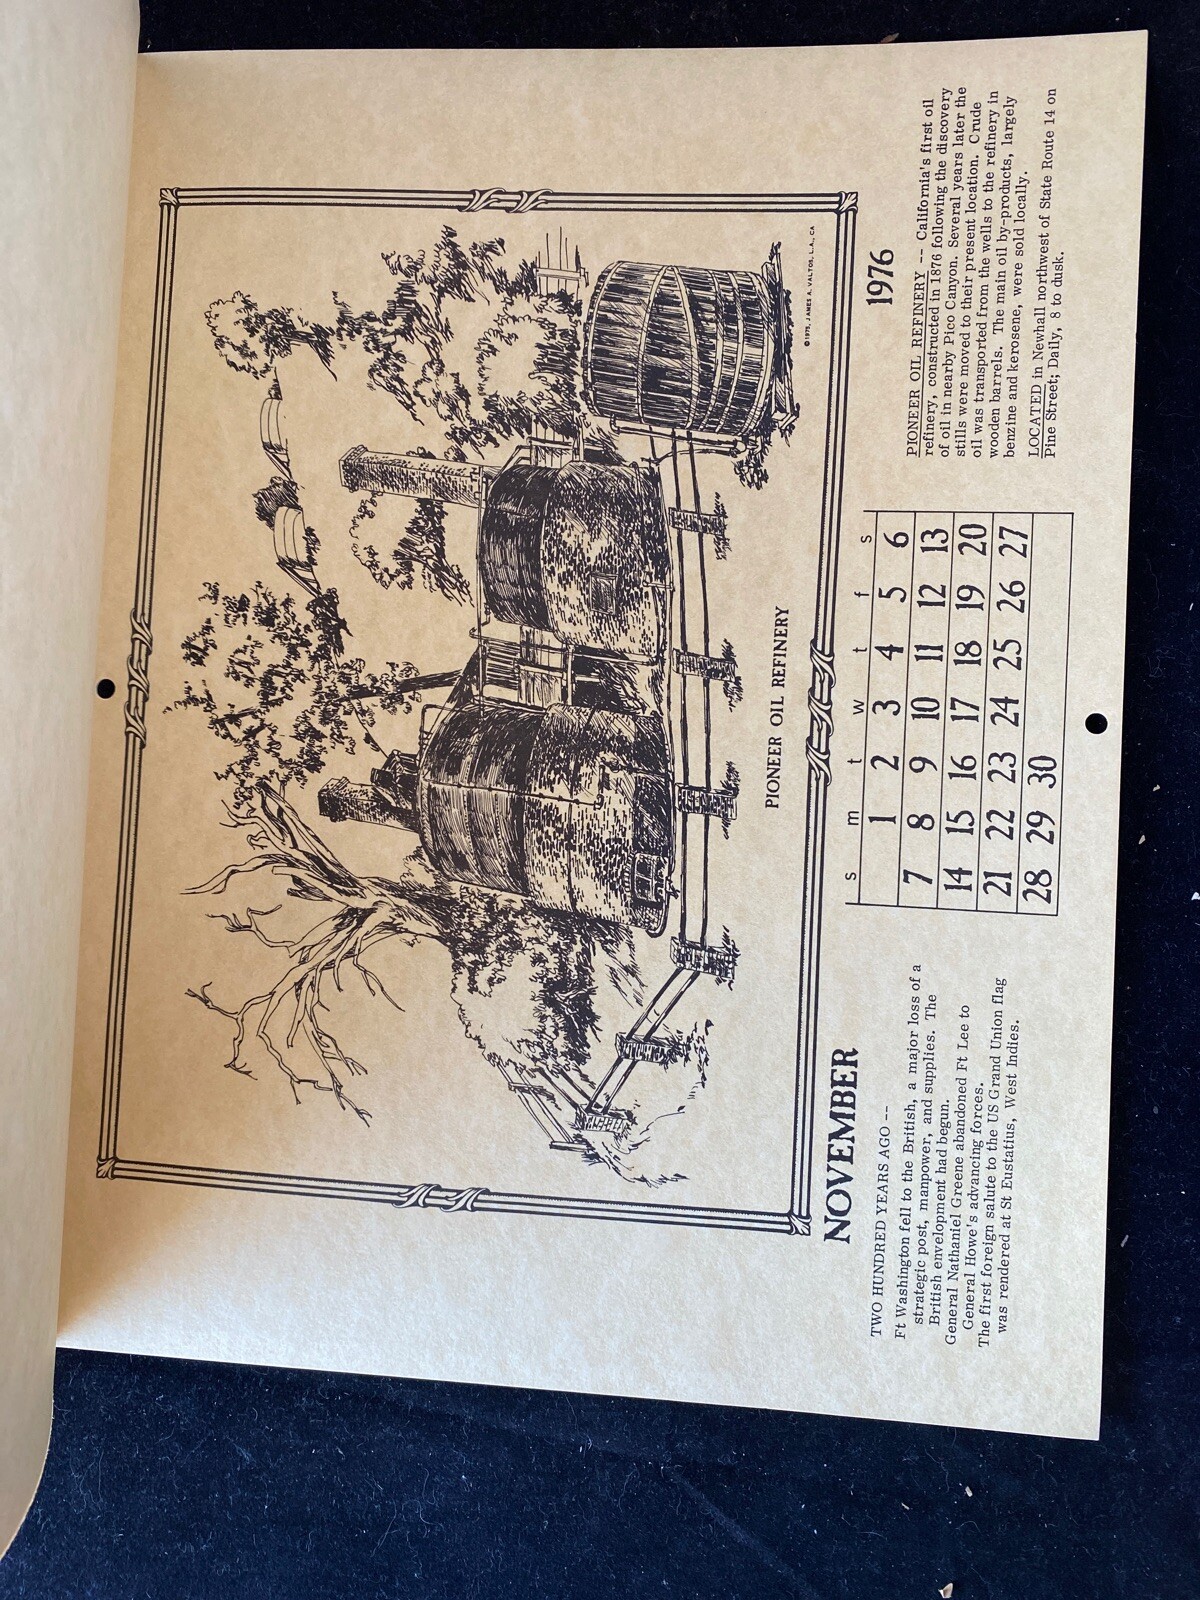 ©1975, JAMES A. VALTOS, L.A., CA
PIONEER OIL REFINERY
NOVEMBER
1976
TWO HUNDRED YEARS AGO --
Ft Washington fell to the British, a major loss of a
strategic post, manpower, and supplies. The
British envelopment had begun.
General Nathaniel Greene abandoned Ft Lee to
General Howe's advancing forces.
The first foreign salute to the US Grand Union flag
was rendered at St Eustatius, West Indies.
s m t w t f s
1 2 3 4 5 6
7 8 9 10 11 12 13
14 15 16 17 18 19 20
21 22 23 24 25 26 27
28 29 30
PIONEER OIL REFINERY -- California's first oil
refinery, constructed in 1876 following the discovery
of oil in nearby Pico Canyon. Several years later the
stills were moved to their present location. Crude
oil was transported from the wells to the refinery in
wooden barrels. The main oil by-products, largely
benzine and kerosene, were sold locally.
LOCATED in Newhall northwest of State Route 14 on
Pine Street; Daily, 8 to dusk.